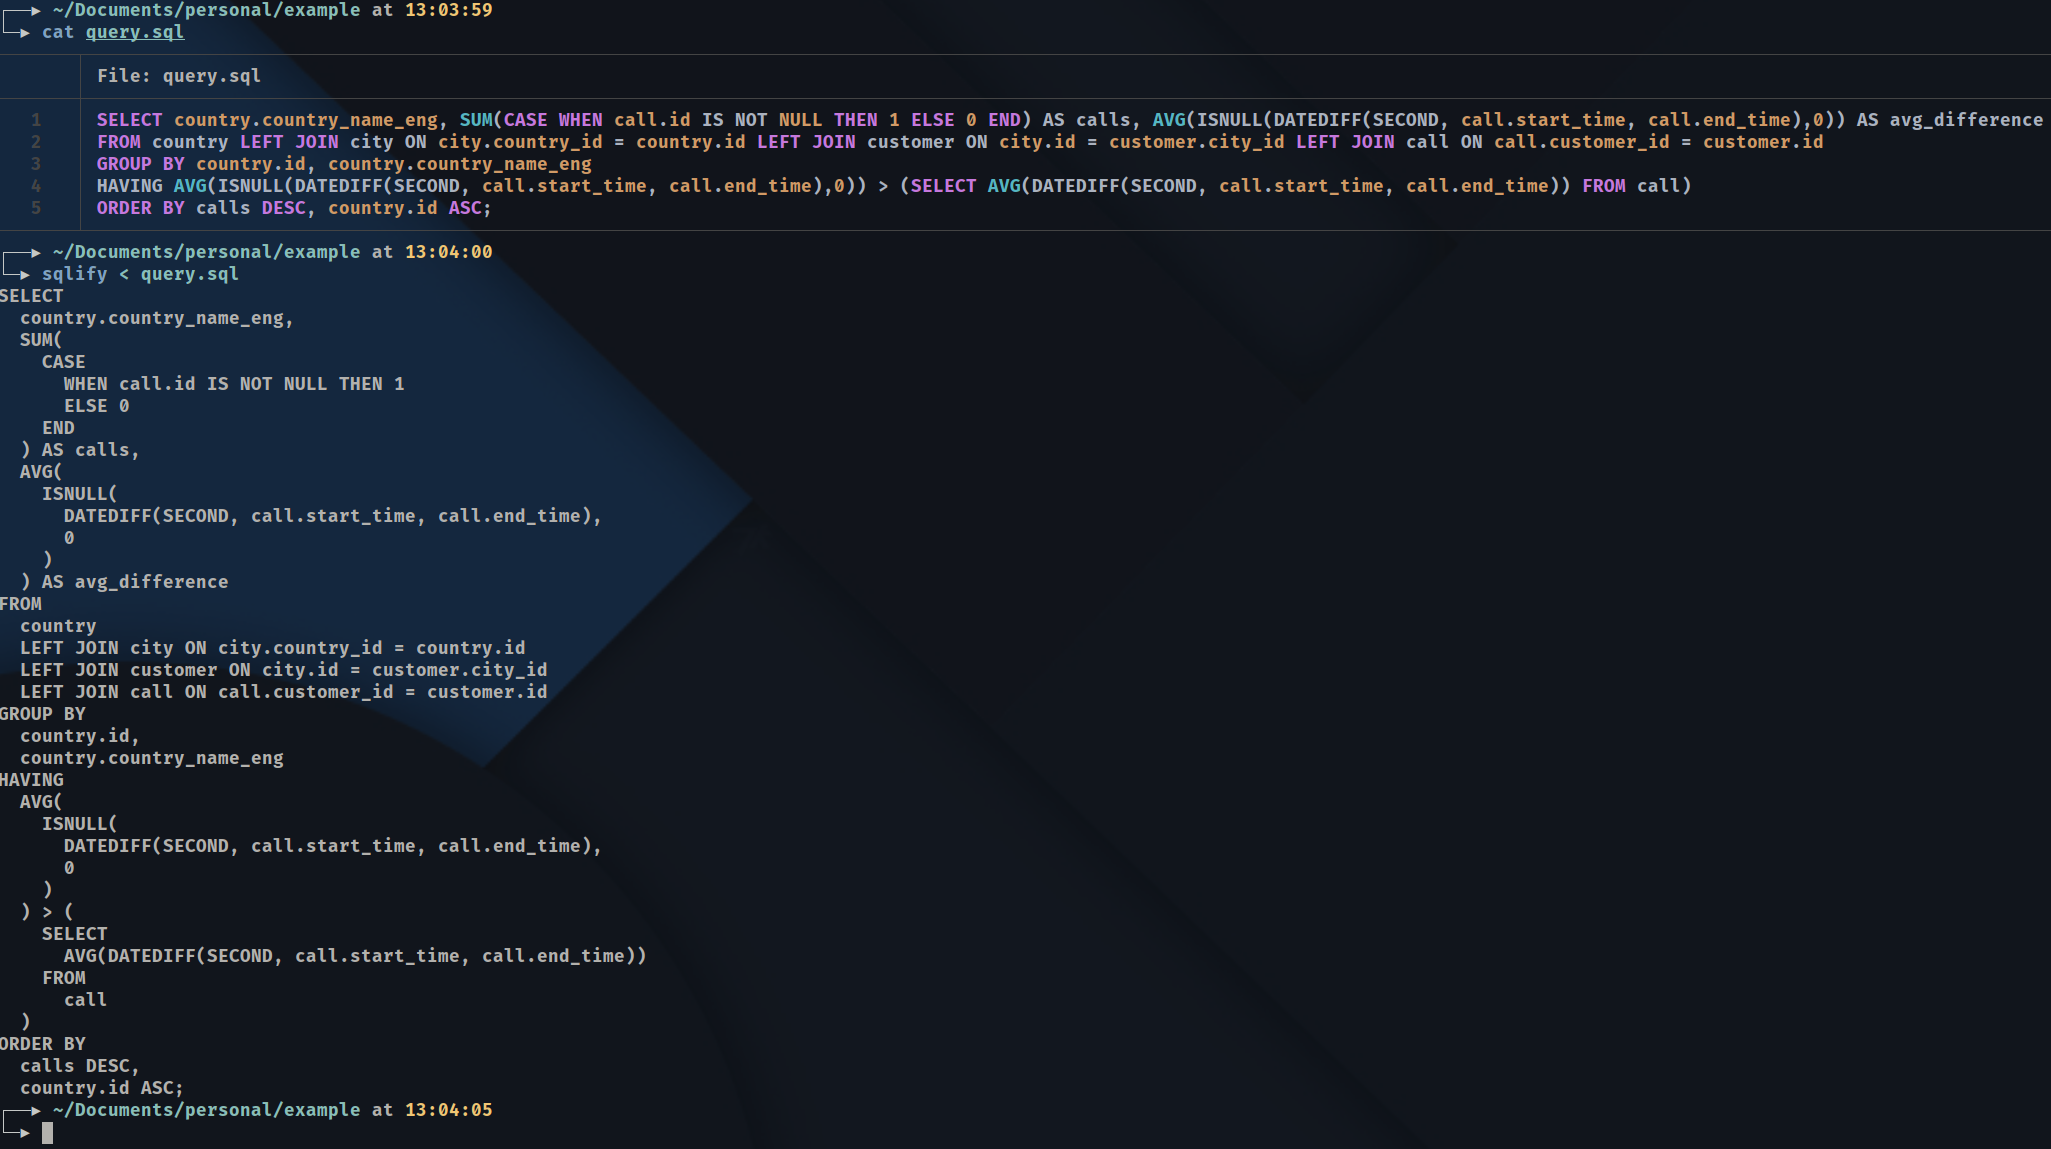 ~/Documents/personal/example at 13:03:59
cat query.sql
File: query.sql
1 SELECT country.country_name_eng, SUM(CASE WHEN call.id IS NOT NULL THEN 1 ELSE 0 END) AS calls, AVG(ISNULL(DATEDIFF(SECOND, call.start_time, call.end_time),0)) AS avg_difference
2 FROM country LEFT JOIN city ON city.country_id = country.id LEFT JOIN customer ON city.id = customer.city_id LEFT JOIN call ON call.customer_id = customer.id
3 GROUP BY country.id, country.country_name_eng
4 HAVING AVG(ISNULL(DATEDIFF(SECOND, call.start_time, call.end_time),0)) > (SELECT AVG(DATEDIFF(SECOND, call.start_time, call.end_time)) FROM call)
5 ORDER BY calls DESC, country.id ASC;
~/Documents/personal/example at 13:04:00
sqlify < query.sql
SELECT
  country.country_name_eng,
  SUM(
    CASE
      WHEN call.id IS NOT NULL THEN 1
      ELSE 0
    END
  ) AS calls,
  AVG(
    ISNULL(
      DATEDIFF(SECOND, call.start_time, call.end_time),
      0
    )
  ) AS avg_difference
FROM
  country
  LEFT JOIN city ON city.country_id = country.id
  LEFT JOIN customer ON city.id = customer.city_id
  LEFT JOIN call ON call.customer_id = customer.id
GROUP BY
  country.id,
  country.country_name_eng
HAVING
  AVG(
    ISNULL(
      DATEDIFF(SECOND, call.start_time, call.end_time),
      0
    )
  ) > (
    SELECT
      AVG(DATEDIFF(SECOND, call.start_time, call.end_time))
    FROM
      call
  )
ORDER BY
  calls DESC,
  country.id ASC;
~/Documents/personal/example at 13:04:05